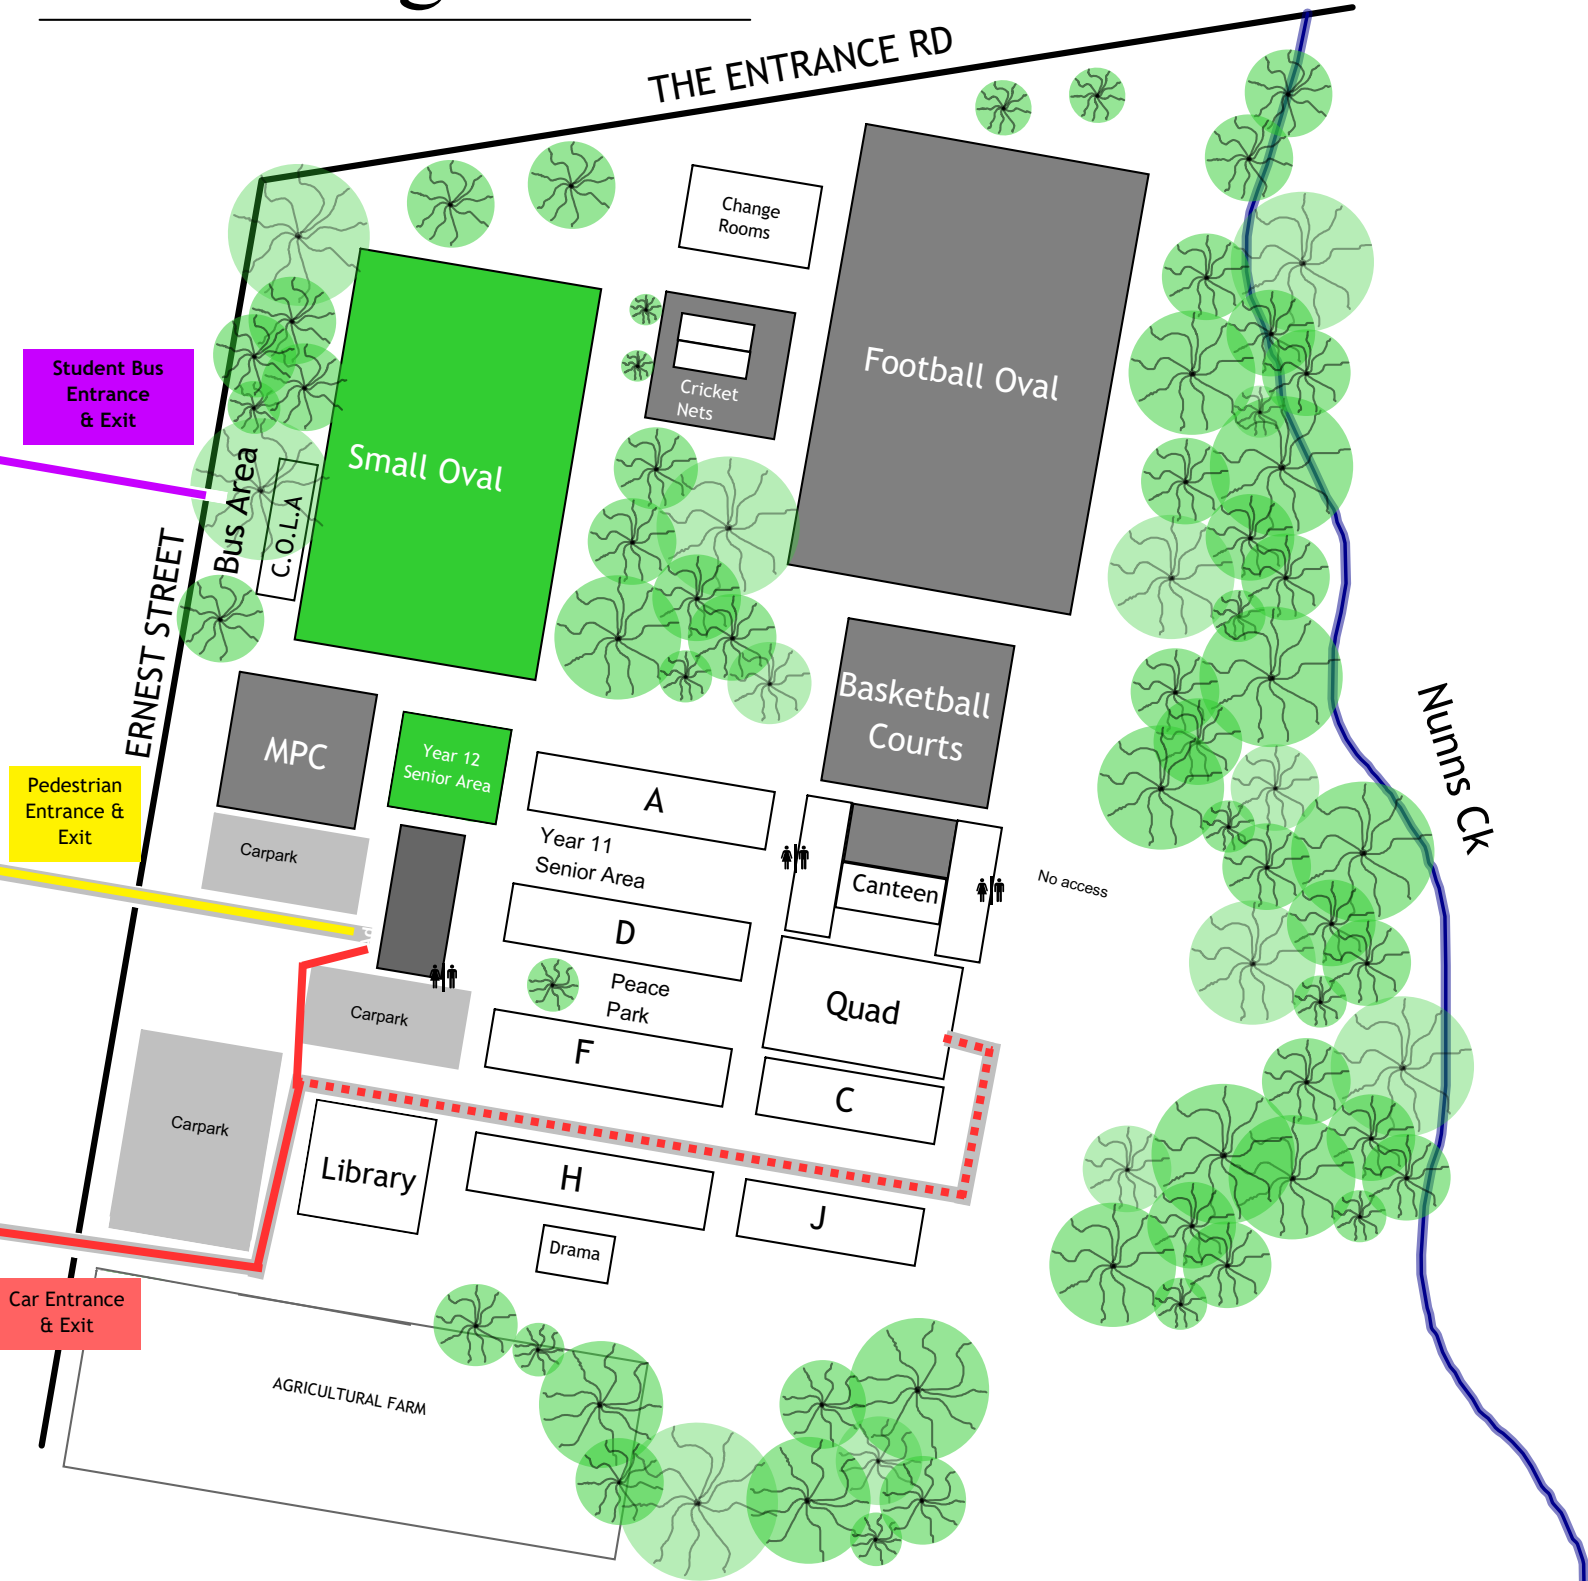 THE ENTRANCE RD
Change
Rooms
Student Bus
Entrance
& Exit
Cricket
Nets
Football Oval
Small Oval
Bus Area
C.O.L.A
ERNEST STREET
Basketball
Courts
Nunns Ck
MPC
Year 12
Senior Area
Pedestrian
Entrance &
Exit
A
Carpark
Year 11
Senior Area
Canteen
No access
D
Peace
Park
Quad
Carpark
F
C
Carpark
Library
H
J
Drama
Car Entrance
& Exit
AGRICULTURAL FARM